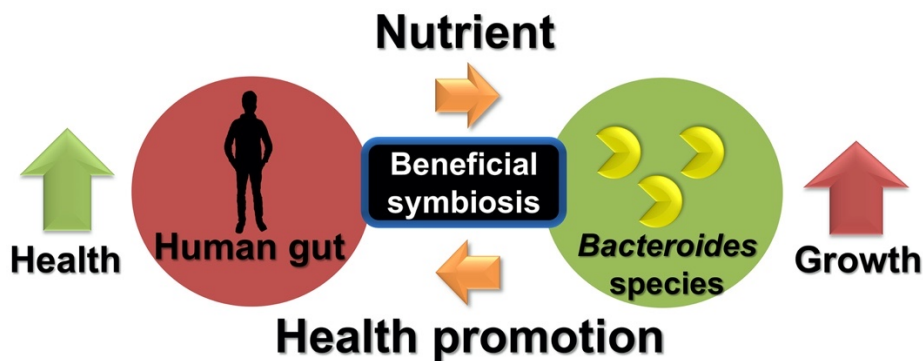 Nutrient
Beneficial
symbiosis
Health
Human gut
Bacteroides
species
Growth
Health promotion